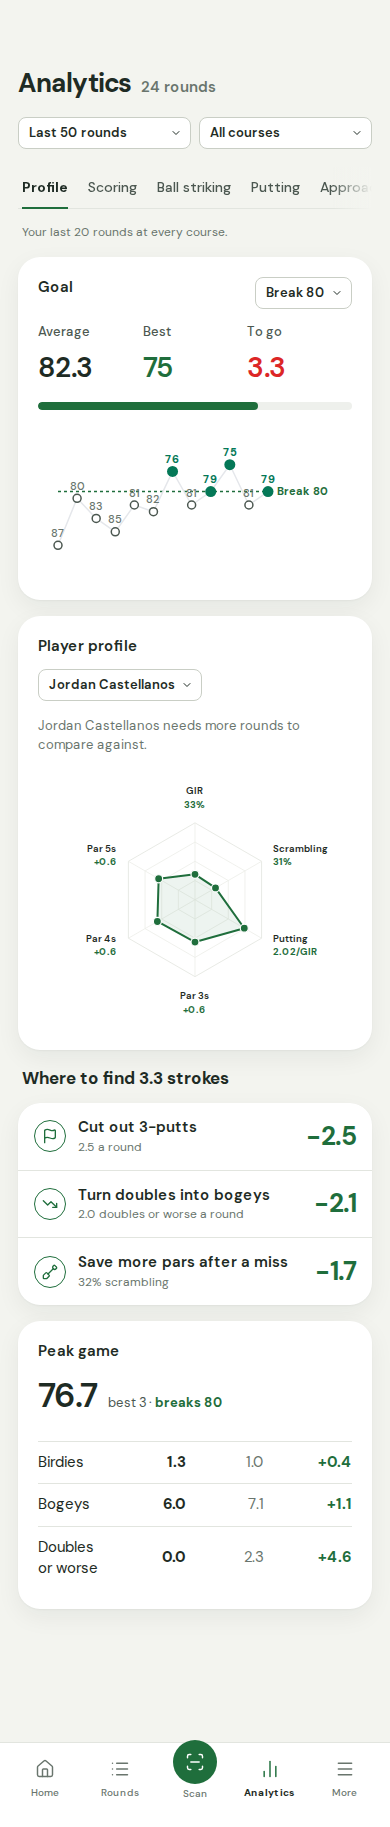 Analytics 24 rounds
Last 50 rounds All courses
Profile Scoring Ball striking Putting Approa
Your last 20 rounds at every course.
Goal Break 80
Average Best To go
82.3 75 3.3
87 80 83 85 81 82 76 81 79 75 81 79 Break 80
Player profile
Jordan Castellanos
Jordan Castellanos needs more rounds to
compare against.
GIR
33%
Par 5s Scrambling
+0.6 31%
Par 4s Putting
+0.6 2.02/GIR
Par 3s
+0.6
Where to find 3.3 strokes
Cut out 3-putts −2.5
2.5 a round
Turn doubles into bogeys −2.1
2.0 doubles or worse a round
Save more pars after a miss −1.7
32% scrambling
Peak game
76.7 best 3 · breaks 80
Birdies 1.3 1.0 +0.4
Bogeys 6.0 7.1 +1.1
Doubles
or worse 0.0 2.3 +4.6
Home Rounds Scan Analytics More